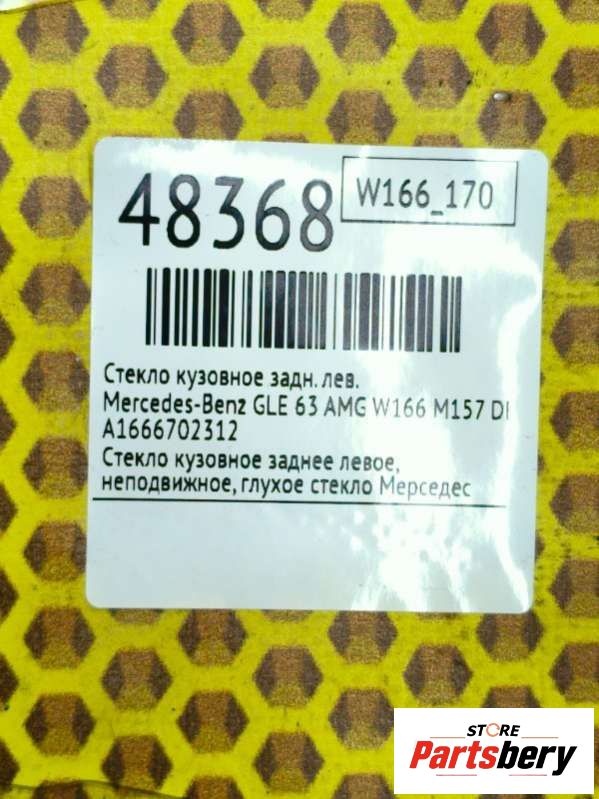 48368
W166_170
Стекло кузовное задн. лев.
Mercedes-Benz GLE 63 AMG W166 M157 DI
A1666702312
Стекло кузовное заднее левое,
неподвижное, глухое стекло Мерседес
STORE
Partsbery